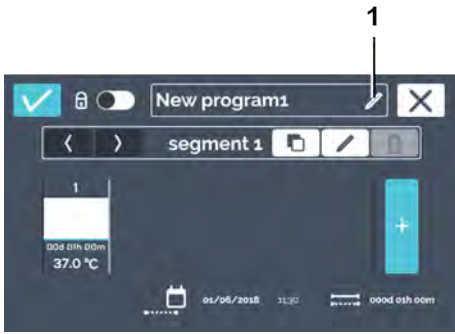 1
New program1
segment 1
1
00d 01h 00m
37.0 °C
01/06/2018 11:30 000d 01h 00m